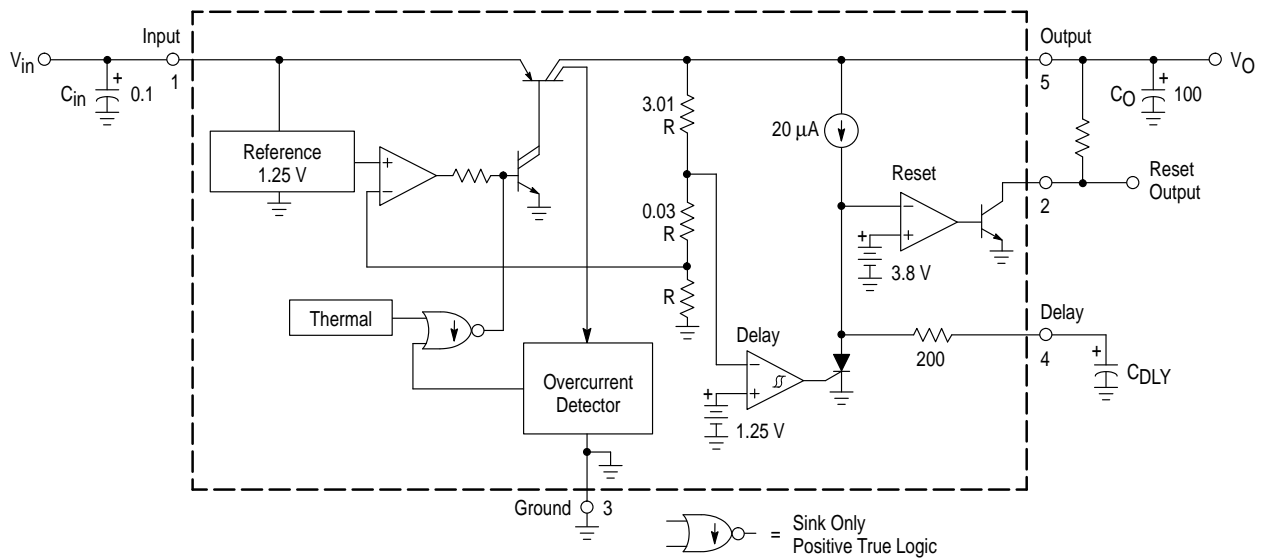 Vin
Input
1
Cin
+
0.1
Reference
1.25 V
+
−
Thermal
Overcurrent
Detector
Ground
3
3.01
R
0.03
R
R
20 µA
Delay
−
+
+
1.25 V
Reset
−
+
+
3.8 V
200
Output
5
VO
CO
+
100
2
Reset
Output
Delay
4
+
CDLY
= Sink Only
Positive True Logic